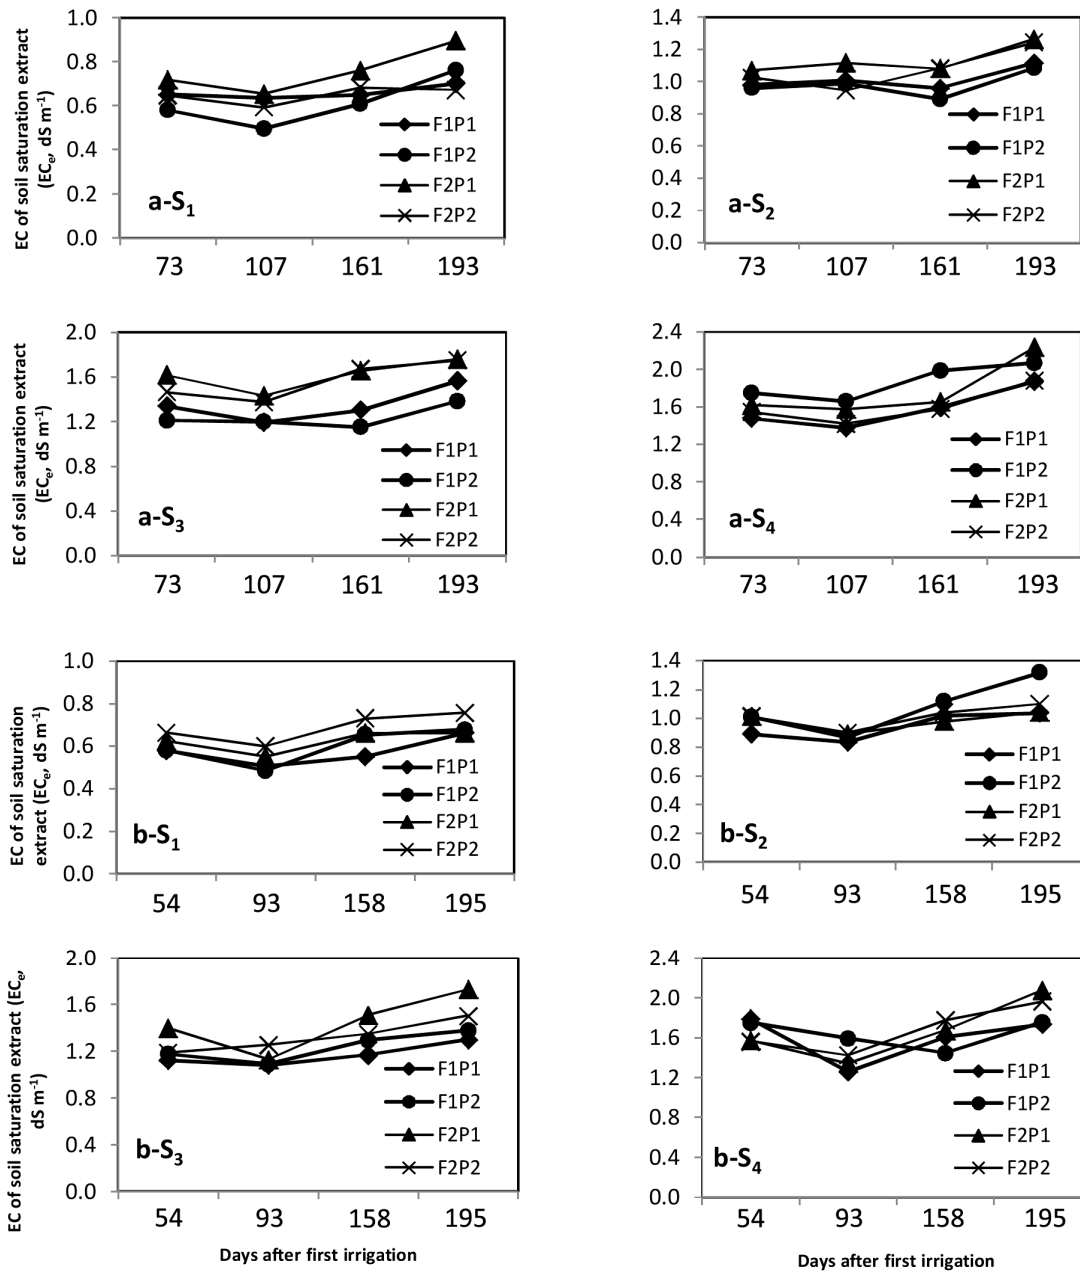 EC of soil saturation extract
(ECₑ, dS m⁻¹)
1.0
0.8
0.6
0.4
0.2
0.0
73 107 161 193
F1P1
F1P2
F2P1
F2P2
a-S₁
1.4
1.2
1.0
0.8
0.6
0.4
0.2
0.0
73 107 161 193
F1P1
F1P2
F2P1
F2P2
a-S₂
EC of soil saturation extract
(ECₑ, dS m⁻¹)
2.0
1.6
1.2
0.8
0.4
0.0
73 107 161 193
F1P1
F1P2
F2P1
F2P2
a-S₃
2.4
2.0
1.6
1.2
0.8
0.4
0.0
73 107 161 193
F1P1
F1P2
F2P1
F2P2
a-S₄
EC of soil saturation
extract (ECₑ, dS m⁻¹)
1.0
0.8
0.6
0.4
0.2
0.0
54 93 158 195
F1P1
F1P2
F2P1
F2P2
b-S₁
1.4
1.2
1.0
0.8
0.6
0.4
0.2
0.0
54 93 158 195
F1P1
F1P2
F2P1
F2P2
b-S₂
EC of soil saturation extract (ECₑ,
dS m⁻¹)
2.0
1.6
1.2
0.8
0.4
0.0
54 93 158 195
F1P1
F1P2
F2P1
F2P2
b-S₃
Days after first irrigation
2.4
2.0
1.6
1.2
0.8
0.4
0.0
54 93 158 195
F1P1
F1P2
F2P1
F2P2
b-S₄
Days after first irrigation